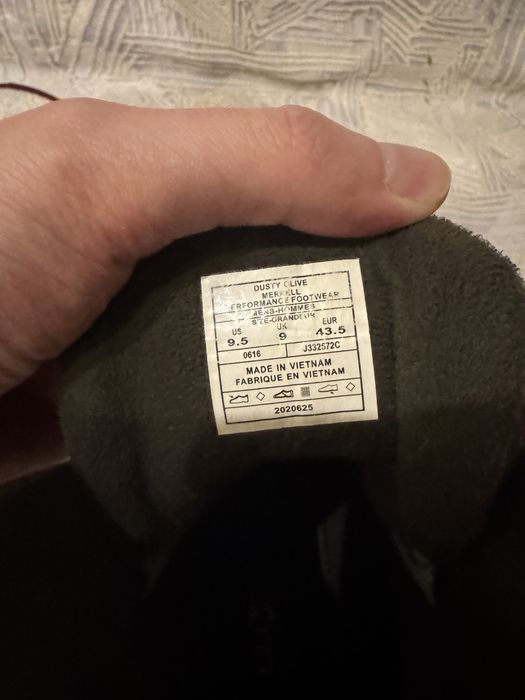 DUSTY OLIVE
MERRELL
PERFORMANCE FOOTWEAR
MENS-HOMMES
SIZE-GRANDEUR
US UK EUR
9.5 9 43.5
0616 J332572C
MADE IN VIETNAM
FABRIQUE EN VIETNAM
2020625